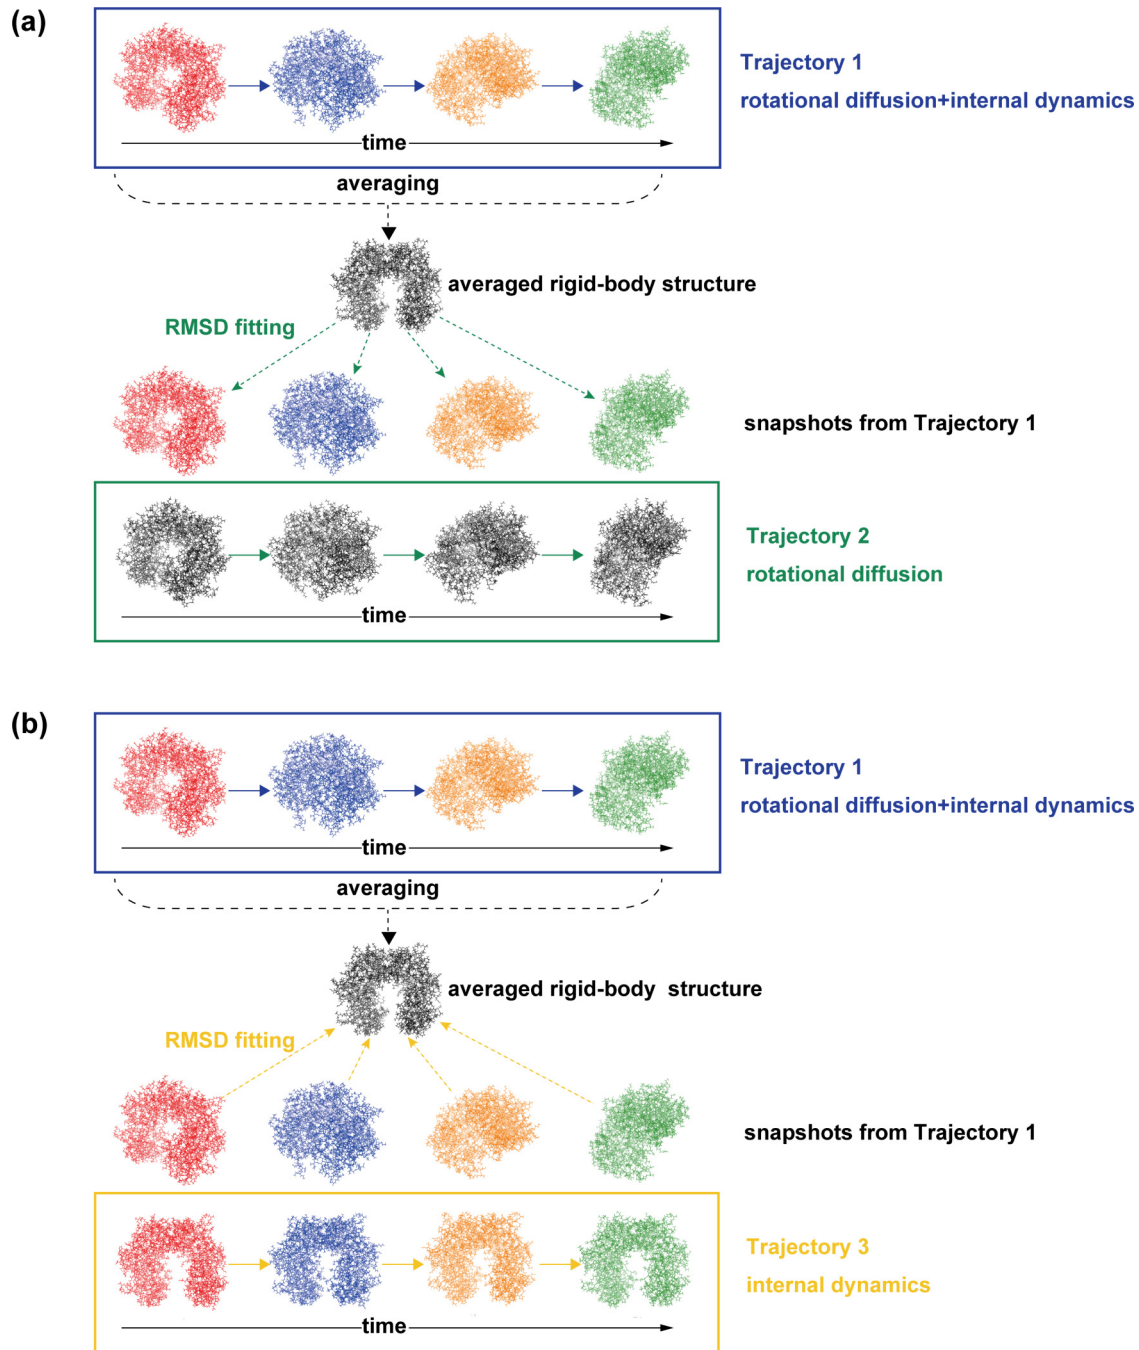 (a)
Trajectory 1
rotational diffusion+internal dynamics
time
averaging
averaged rigid-body structure
RMSD fitting
snapshots from Trajectory 1
Trajectory 2
rotational diffusion
time
(b)
Trajectory 1
rotational diffusion+internal dynamics
time
averaging
averaged rigid-body structure
RMSD fitting
snapshots from Trajectory 1
Trajectory 3
internal dynamics
time